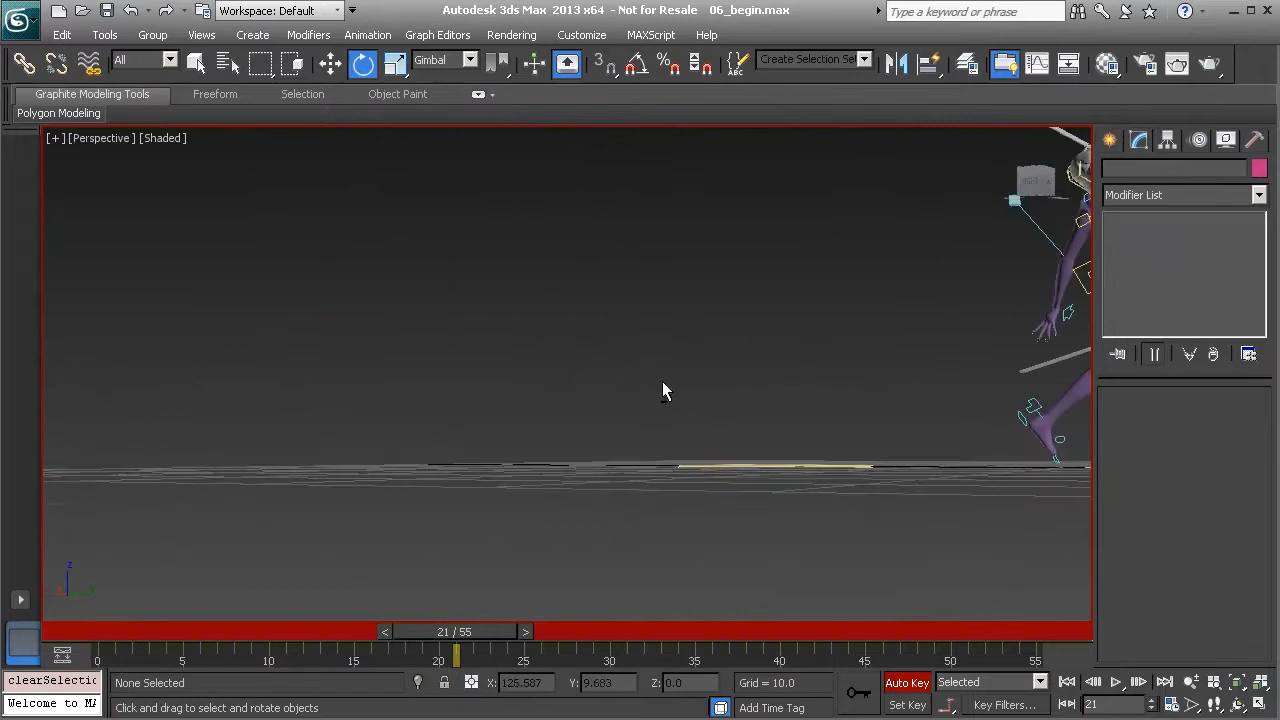 Autodesk 3ds Max 2013 x64 - Not for Resale 06_begin.max
Workspace: Default
Type a keyword or phrase
Edit Tools Group Views Create Modifiers Animation Graph Editors Rendering Customize MAXScript Help
All Gimbal 3 Create Selection Se
Graphite Modeling Tools Freeform Selection Object Paint
Polygon Modeling
[+] [Perspective] [Shaded]
Modifier List
z
x y
< 21 / 55 >
0 5 10 15 20 25 30 35 40 45 50 55
clearSelectio None Selected X: 125.587 Y: 9.683 Z: 0.0 Grid = 10.0 Auto Key Selected
Welcome to MA Click and drag to select and rotate objects Add Time Tag Set Key Key Filters... 21